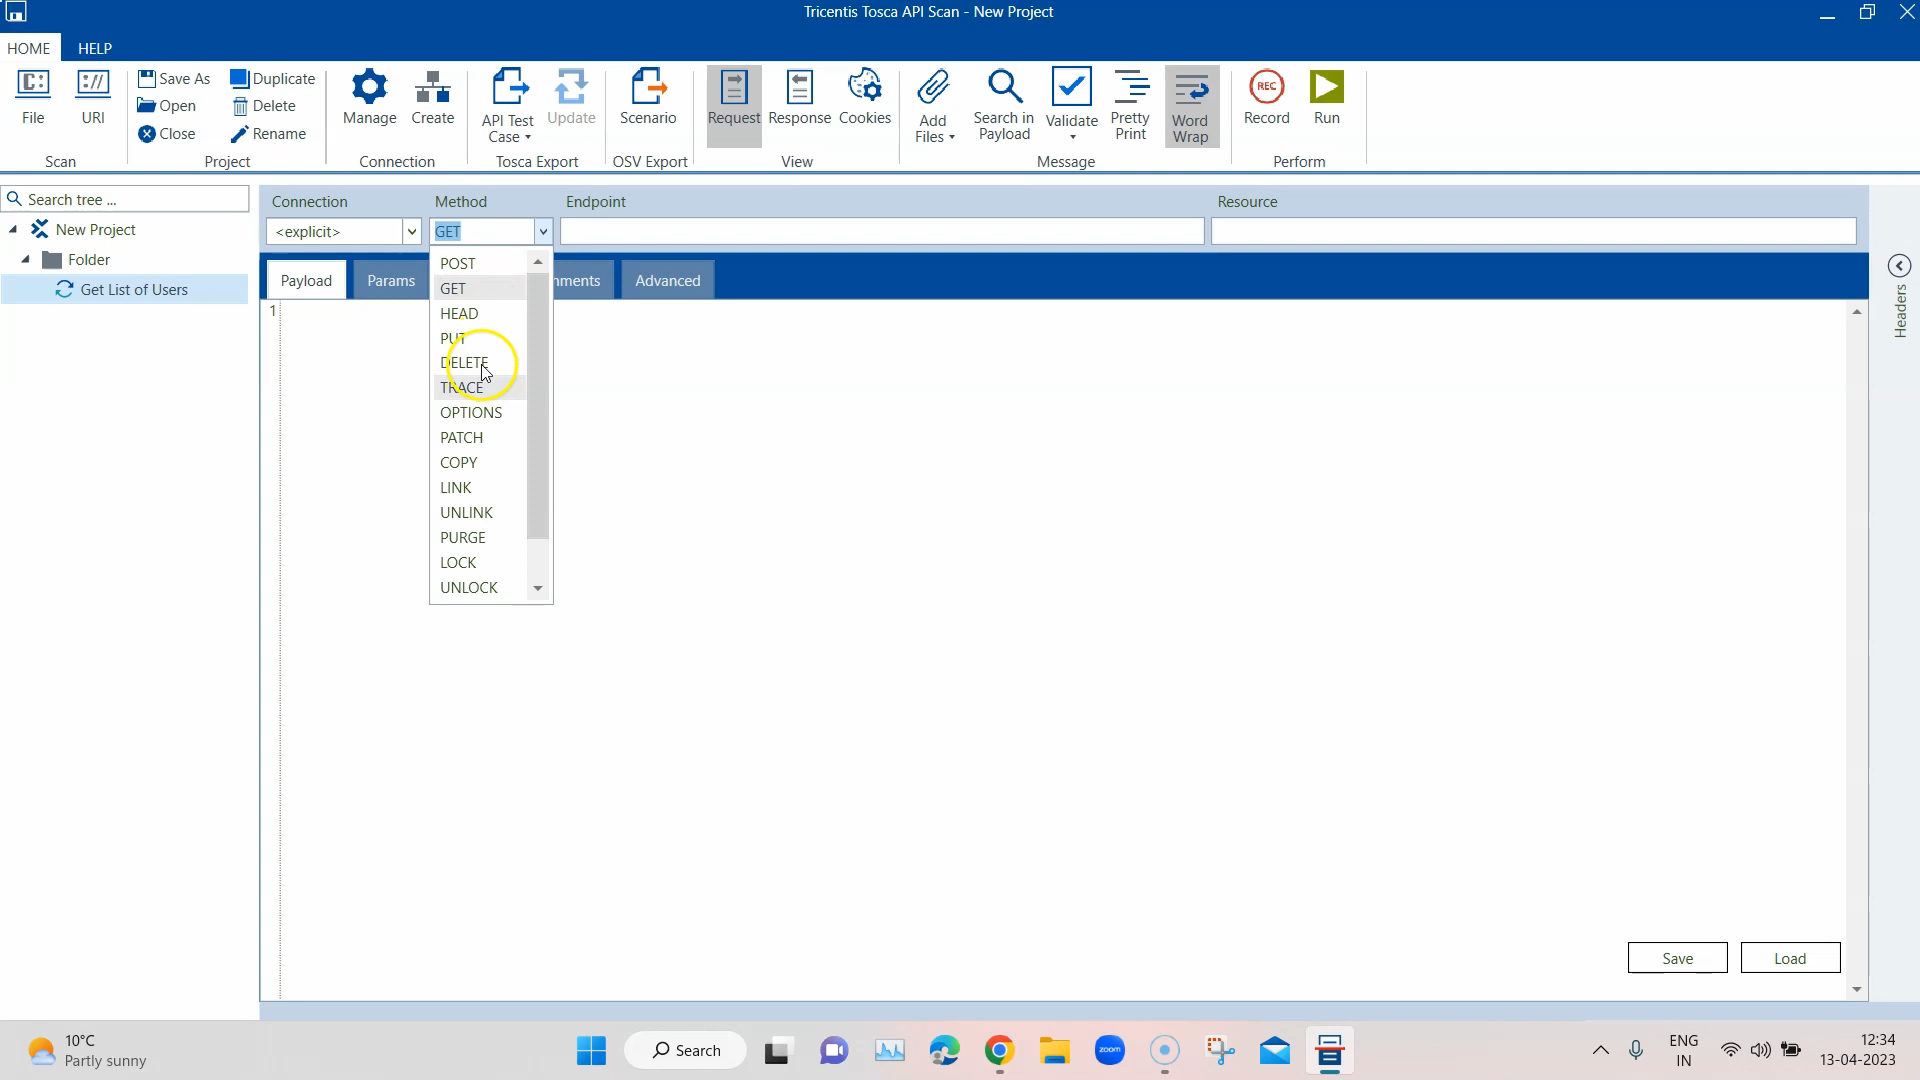 Tricentis Tosca API Scan - New Project
HOME HELP
Save As Duplicate
Open Delete
Close Rename
File URI
Manage Create
API Test Case Update
Scenario
Request Response Cookies
Add Files Search in Payload Validate Pretty Print Word Wrap
REC
Record Run
Scan Project Connection Tosca Export OSV Export View Message Perform
Search tree ...
New Project
Folder
Get List of Users
Connection Method Endpoint Resource
<explicit> GET
Payload Params nments Advanced
1
POST
GET
HEAD
PUT
DELETE
TRACE
OPTIONS
PATCH
COPY
LINK
UNLINK
PURGE
LOCK
UNLOCK
Headers
Save Load
10°C
Partly sunny
Search
zoom
ENG
IN
12:34
13-04-2023